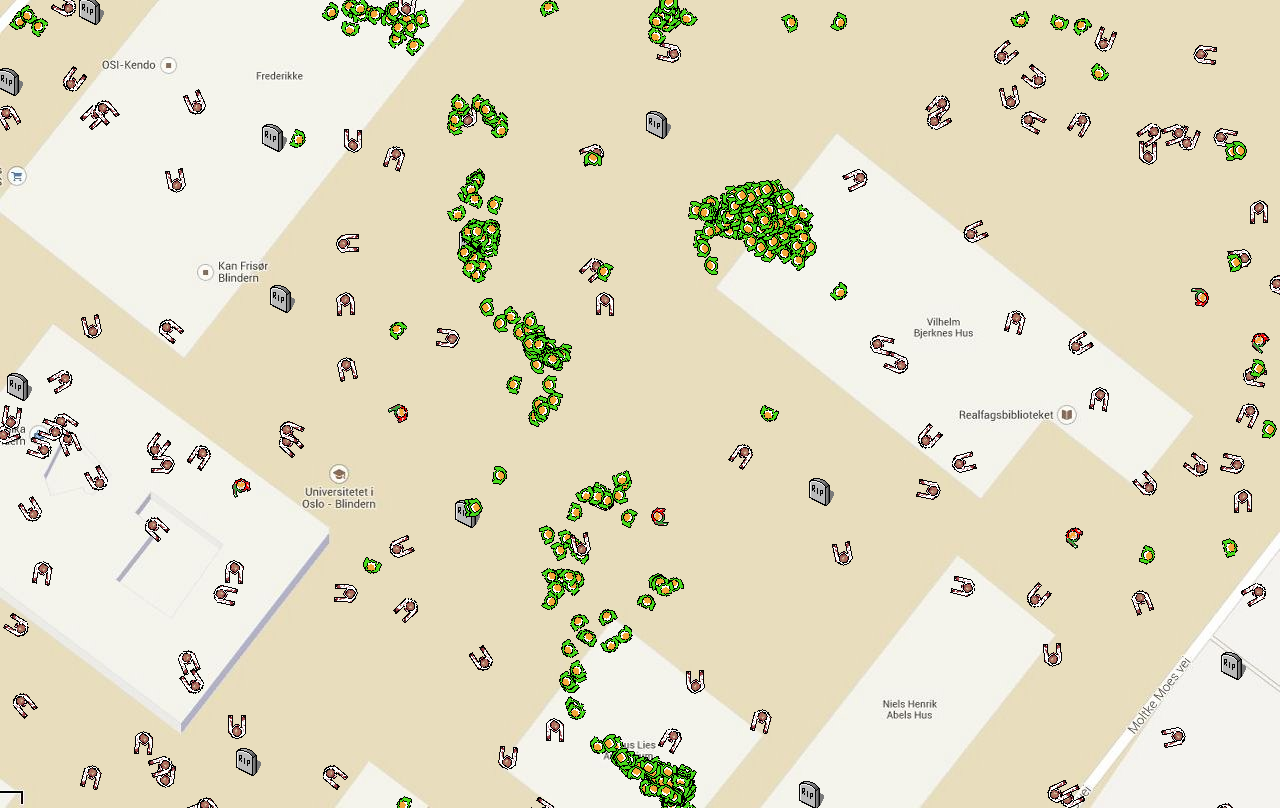 RIP
OSI-Kendo
Frederikke
RIP
RIP
Kan Frisør
Blindern
RIP
Vilhelm
Bjerknes Hus
RIP
Realfagsbiblioteket
Universitetet i
Oslo - Blindern
RIP
RIP
RIP
Moltke Moes vei
Niels Henrik
Abels Hus
RIP
RIP
vei